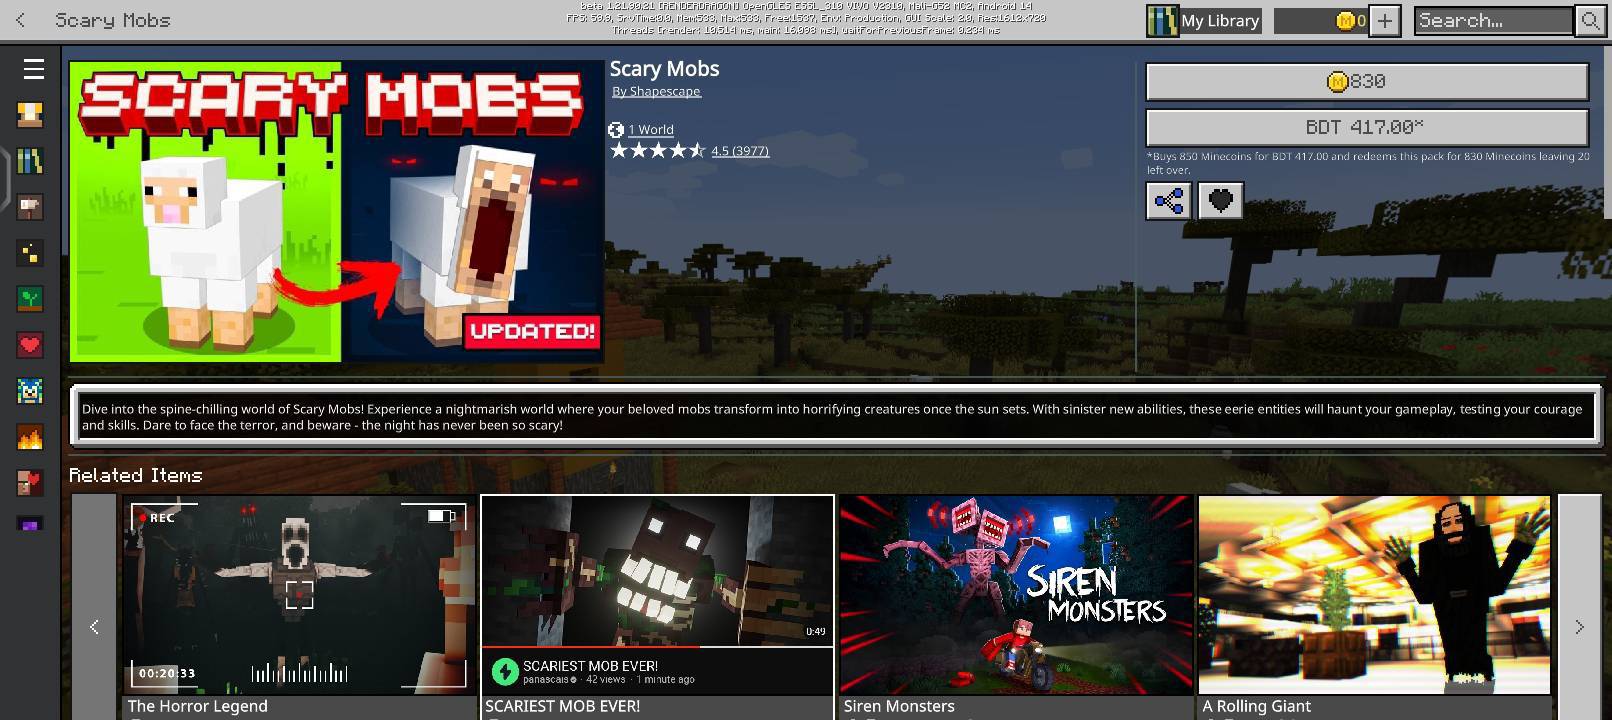 Scary Mobs
beta 1.21.90.21 [RENDERDRAGON] OpenGLES ESSL_310 VIVO V2310, Mali-G52 MC2, Android 14
FPS: 59.9, SrvTime:0.0, Mem:533, Max:533, Free:1537, Env: Production, GUI Scale: 2.0, Res:1612x720
Threads [render: 10.514 ms, main: 16.098 ms], waitForPreviousFrame: 0.234 ms
My Library
0
Search...
SCARY MOBS
UPDATED!
Scary Mobs
By Shapescape
1 World
4.5 (3977)
830
BDT 417.00*
*Buys 850 Minecoins for BDT 417.00 and redeems this pack for 830 Minecoins leaving 20
left over.
Dive into the spine-chilling world of Scary Mobs! Experience a nightmarish world where your beloved mobs transform into horrifying creatures once the sun sets. With sinister new abilities, these eerie entities will haunt your gameplay, testing your courage
and skills. Dare to face the terror, and beware - the night has never been so scary!
Related Items
REC
00:20:33
The Horror Legend
0:49
SCARIEST MOB EVER!
panascais · 42 views · 1 minute ago
SCARIEST MOB EVER!
SIREN
MONSTERS
Siren Monsters
A Rolling Giant